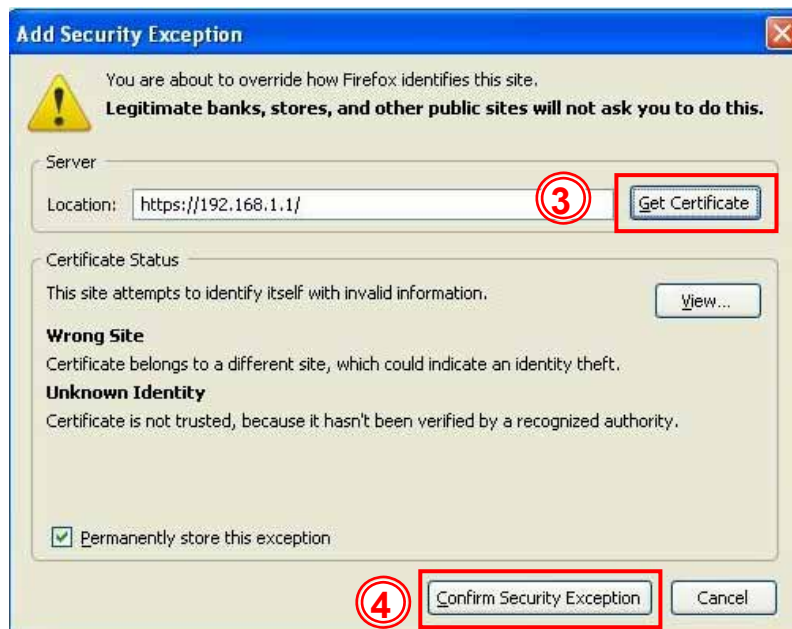 Add Security Exception
You are about to override how Firefox identifies this site.
Legitimate banks, stores, and other public sites will not ask you to do this.
Server
Location: https://192.168.1.1/ 3 Get Certificate
Certificate Status
This site attempts to identify itself with invalid information. View...
Wrong Site
Certificate belongs to a different site, which could indicate an identity theft.
Unknown Identity
Certificate is not trusted, because it hasn't been verified by a recognized authority.
Permanently store this exception
4 Confirm Security Exception Cancel